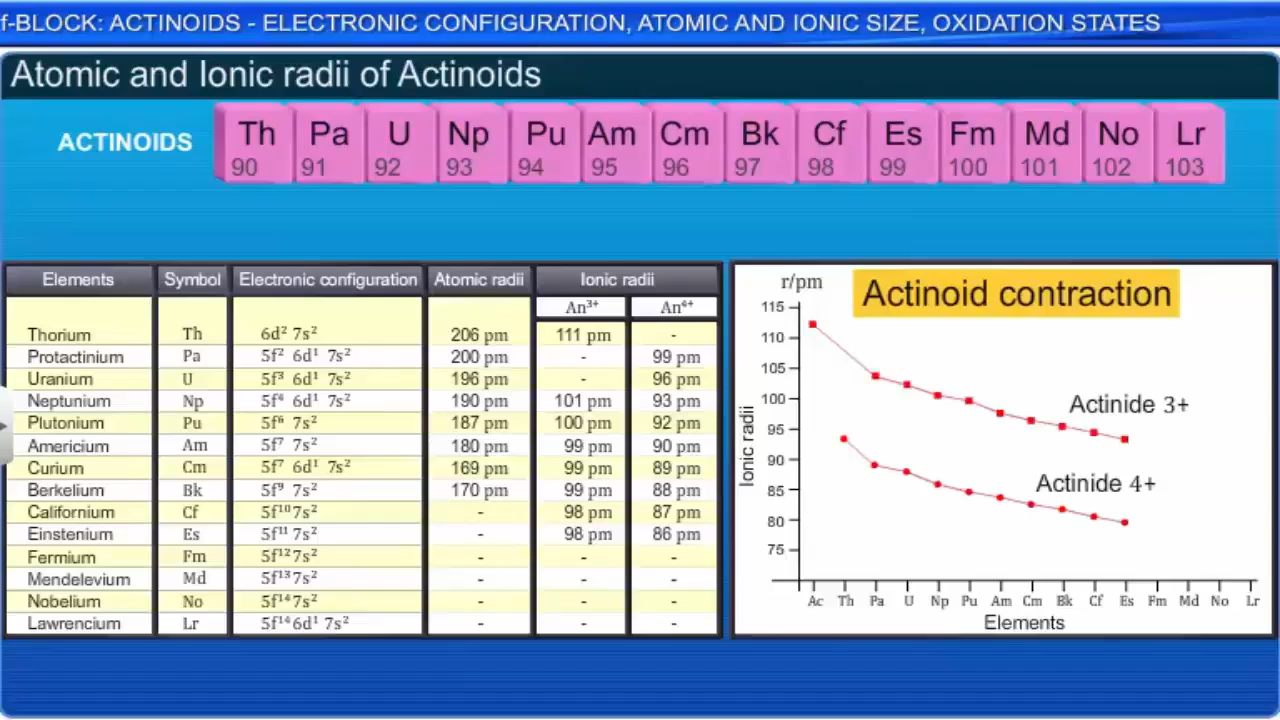 f-BLOCK: ACTINOIDS - ELECTRONIC CONFIGURATION, ATOMIC AND IONIC SIZE, OXIDATION STATES
Atomic and Ionic radii of Actinoids
ACTINOIDS
Th Pa U Np Pu Am Cm Bk Cf Es Fm Md No Lr
90 91 92 93 94 95 96 97 98 99 100 101 102 103
Elements Symbol Electronic configuration Atomic radii Ionic radii
An³⁺ An⁴⁺
Thorium Th 6d² 7s² 206 pm 111 pm -
Protactinium Pa 5f² 6d¹ 7s² 200 pm - 99 pm
Uranium U 5f³ 6d¹ 7s² 196 pm - 96 pm
Neptunium Np 5f⁴ 6d¹ 7s² 190 pm 101 pm 93 pm
Plutonium Pu 5f⁶ 7s² 187 pm 100 pm 92 pm
Americium Am 5f⁷ 7s² 180 pm 99 pm 90 pm
Curium Cm 5f⁷ 6d¹ 7s² 169 pm 99 pm 89 pm
Berkelium Bk 5f⁹ 7s² 170 pm 99 pm 88 pm
Californium Cf 5f¹⁰7s² - 98 pm 87 pm
Einstenium Es 5f¹¹7s² - 98 pm 86 pm
Fermium Fm 5f¹²7s² - - -
Mendelevium Md 5f¹³7s² - - -
Nobelium No 5f¹⁴7s² - - -
Lawrencium Lr 5f¹⁴6d¹ 7s² - - -
r/pm
Actinoid contraction
115
110
105
100
95
90
85
80
75
Ionic radii
Actinide 3+
Actinide 4+
Ac Th Pa U Np Pu Am Cm Bk Cf Es Fm Md No Lr
Elements